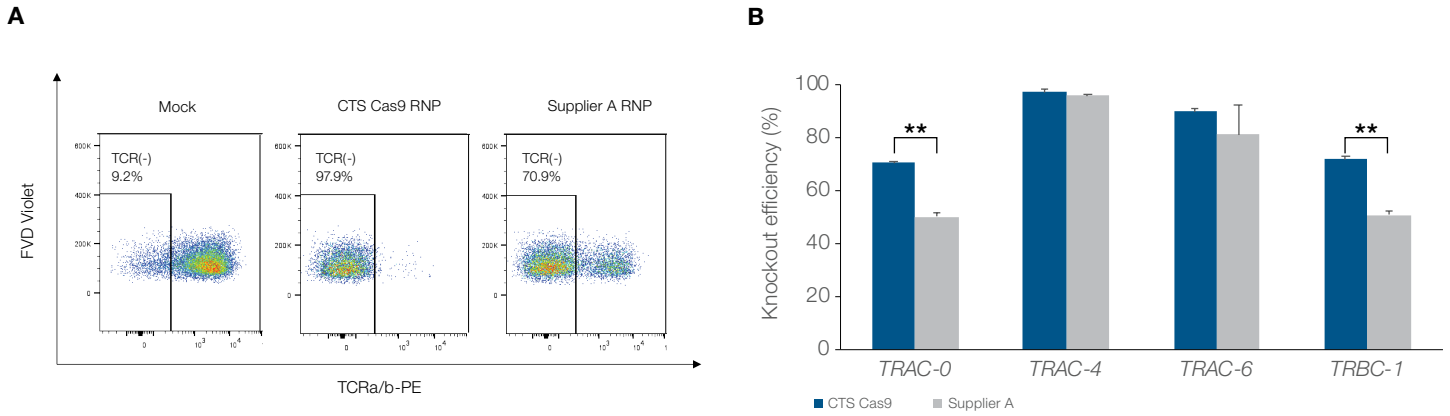 A
Mock
CTS Cas9 RNP
Supplier A RNP
TCR(-)
9.2%
TCR(-)
97.9%
TCR(-)
70.9%
600K
400K
200K
0
600K
400K
200K
0
600K
400K
200K
0
0 10³ 10⁴
0 10³ 10⁴
0 10³ 10⁴ 1
FVD Violet
TCRa/b-PE
B
Knockout efficiency (%)
100
80
60
40
20
0
**
**
TRAC-0
TRAC-4
TRAC-6
TRBC-1
CTS Cas9
Supplier A